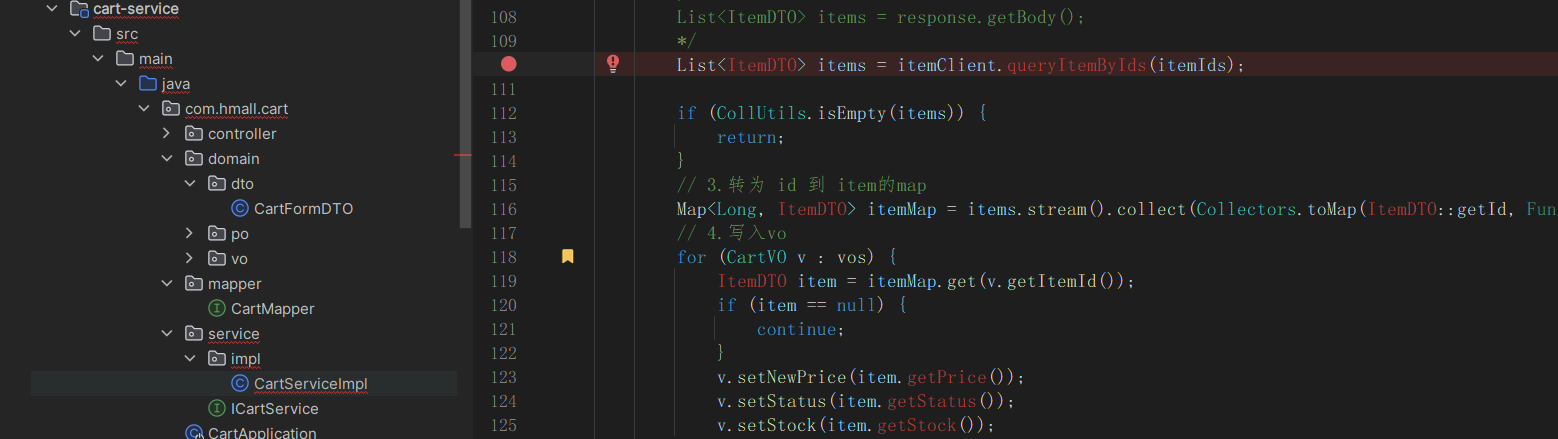 cart-service
src
main
java
com.hmall.cart
controller
domain
dto
CartFormDTO
po
vo
mapper
CartMapper
service
impl
CartServiceImpl
ICartService
CartApplication
108 List<ItemDTO> items = response.getBody();
109 */
List<ItemDTO> items = itemClient.queryItemByIds(itemIds);
111
112 if (CollUtils.isEmpty(items)) {
113 return;
114 }
115 // 3.转为 id 到 item的map
116 Map<Long, ItemDTO> itemMap = items.stream().collect(Collectors.toMap(ItemDTO::getId, Fun
117 // 4.写入vo
118 for (CartVO v : vos) {
119 ItemDTO item = itemMap.get(v.getItemId());
120 if (item == null) {
121 continue;
122 }
123 v.setNewPrice(item.getPrice());
124 v.setStatus(item.getStatus());
125 v.setStock(item.getStock());